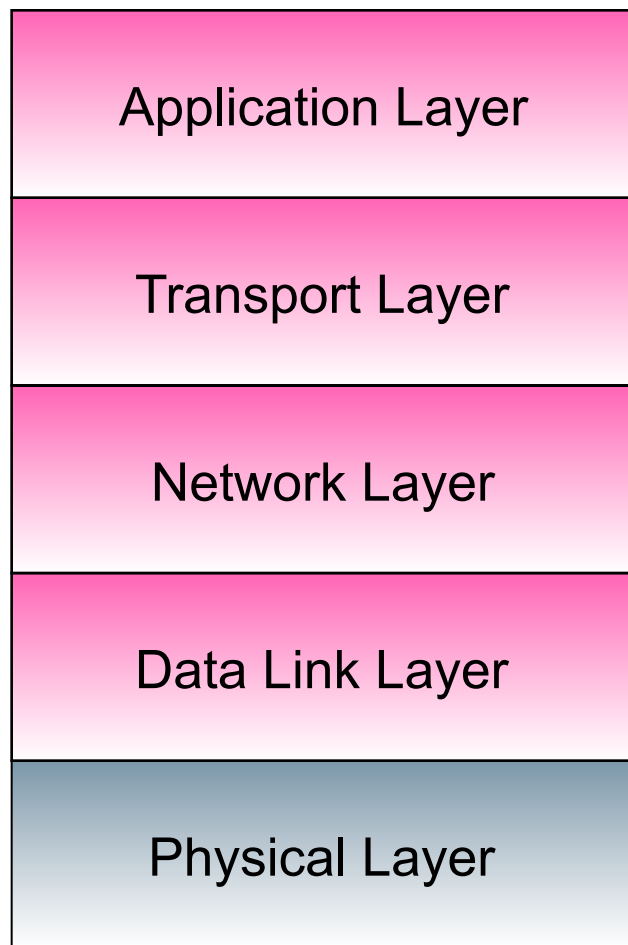 Application Layer
Transport Layer
Network Layer
Data Link Layer
Physical Layer